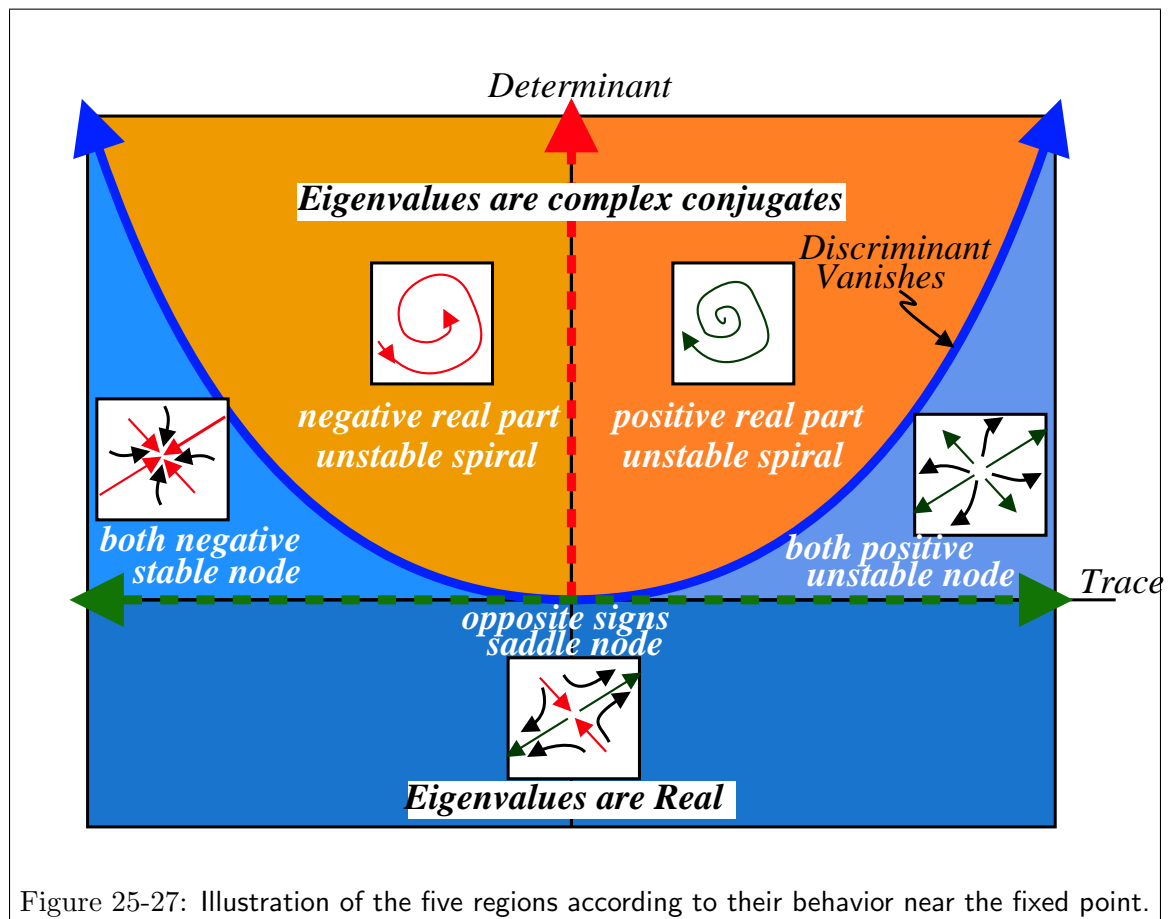 Determinant
Eigenvalues are complex conjugates
Discriminant
Vanishes
negative real part
unstable spiral
positive real part
unstable spiral
both negative
stable node
both positive
unstable node
Trace
opposite signs
saddle node
Eigenvalues are Real
Figure 25-27: Illustration of the five regions according to their behavior near the fixed point.